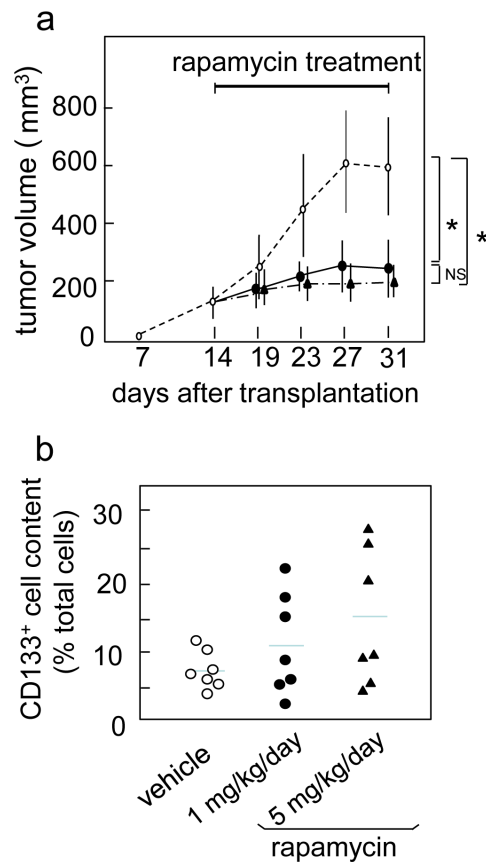 a
rapamycin treatment
tumor volume ( mm³)
800
600
400
200
0
*
*
NS
7 14 19 23 27 31
days after transplantation
b
CD133⁺ cell content
(% total cells)
30
20
10
0
vehicle
1 mg/kg/day
5 mg/kg/day
rapamycin